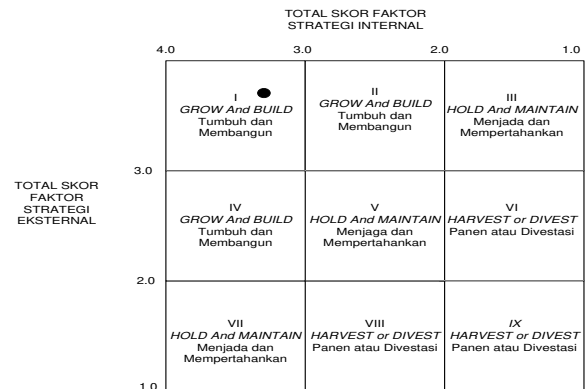 TOTAL SKOR FAKTOR
STRATEGI INTERNAL
4.0 3.0 2.0 1.0
I
GROW And BUILD
Tumbuh dan
Membangun
II
GROW And BUILD
Tumbuh dan
Membangun
III
HOLD And MAINTAIN
Menjada dan
Mempertahankan
3.0
TOTAL SKOR
FAKTOR
STRATEGI
EKSTERNAL
IV
GROW And BUILD
Tumbuh dan
Membangun
V
HOLD And MAINTAIN
Menjaga dan
Mempertahankan
VI
HARVEST or DIVEST
Panen atau Divestasi
2.0
VII
HOLD And MAINTAIN
Menjada dan
Mempertahankan
VIII
HARVEST or DIVEST
Panen atau Divestasi
IX
HARVEST or DIVEST
Panen atau Divestasi
1.0